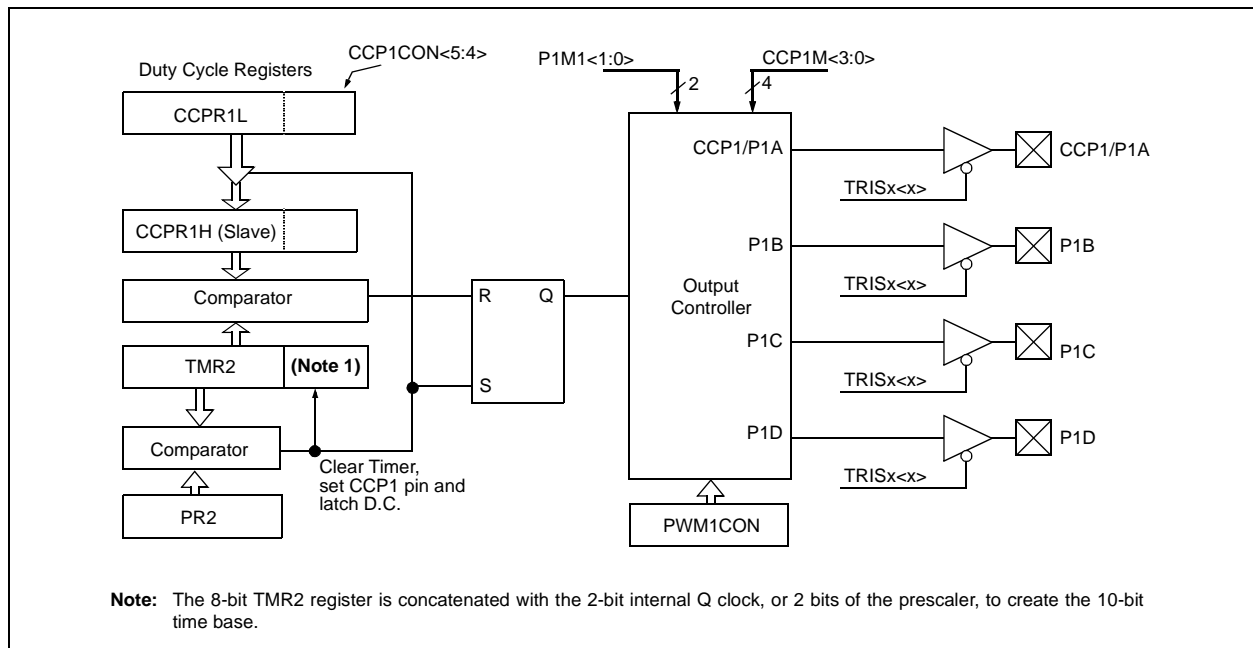 CCP1CON<5:4>
Duty Cycle Registers
CCPR1L
CCPR1H (Slave)
Comparator
TMR2
(Note 1)
Comparator
PR2
Clear Timer,
set CCP1 pin and
latch D.C.
R
Q
S
P1M1<1:0>
2
CCP1M<3:0>
4
Output
Controller
CCP1/P1A
P1B
P1C
P1D
PWM1CON
TRISx<x>
CCP1/P1A
TRISx<x>
P1B
TRISx<x>
P1C
TRISx<x>
P1D
Note: The 8-bit TMR2 register is concatenated with the 2-bit internal Q clock, or 2 bits of the prescaler, to create the 10-bit
time base.